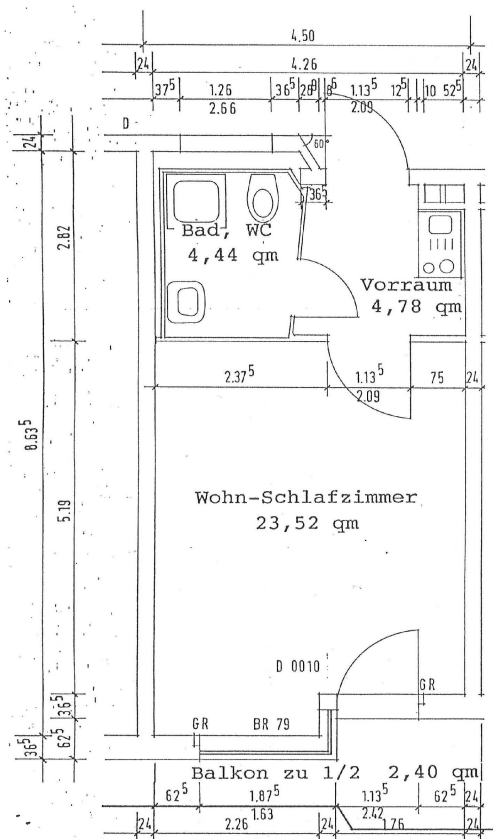 4,50
24 4.26 24
37⁵ 1.26 36⁵ 1.13⁵ 12⁵ 10 52⁵
2.66 2.09
D
24
60°
36⁵
Bad, WC
4,44 qm
2.82
Vorraum
4,78 qm
2.37⁵ 1.13⁵ 75 24
2.09
8.63⁵
5.19
Wohn-Schlafzimmer
23,52 qm
D 0010
GR
36⁵
GR BR 79
36⁵ 62⁵
Balkon zu 1/2 2,40 qm
62⁵ 1.87⁵ 1.13⁵ 62⁵ 24
1.63 2.42
24 2.26 24 1.76 24